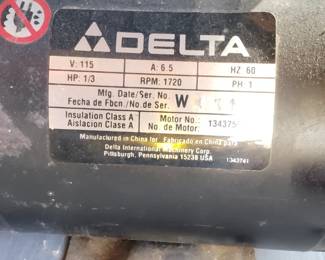 DELTA
V: 115 A: 6.5 HZ 60
HP: 1/3 RPM: 1720 PH: 1
Mfg. Date/Ser. No. W
Fecha de Fbcn./No. de Ser.
Insulation Class A Motor No.:
Aislacion Clase A No. de Motor: 134375
Manufactured in China for Fabricado en China para
Delta International Machinery Corp.
Pittsburgh, Pennsylvania 15238 USA 1343741